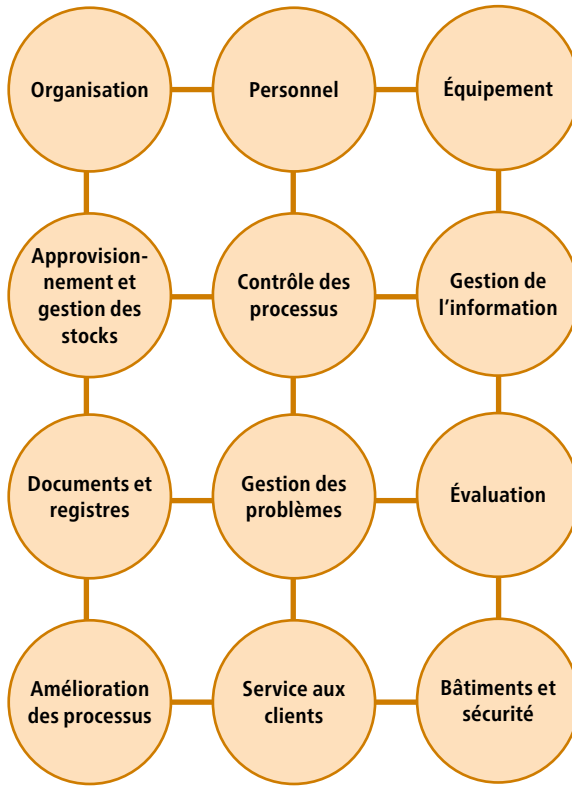 Organisation
Personnel
Équipement
Approvision-
nement et
gestion des
stocks
Contrôle des
processus
Gestion de
l'information
Documents et
registres
Gestion des
problèmes
Évaluation
Amélioration
des processus
Service aux
clients
Bâtiments et
sécurité